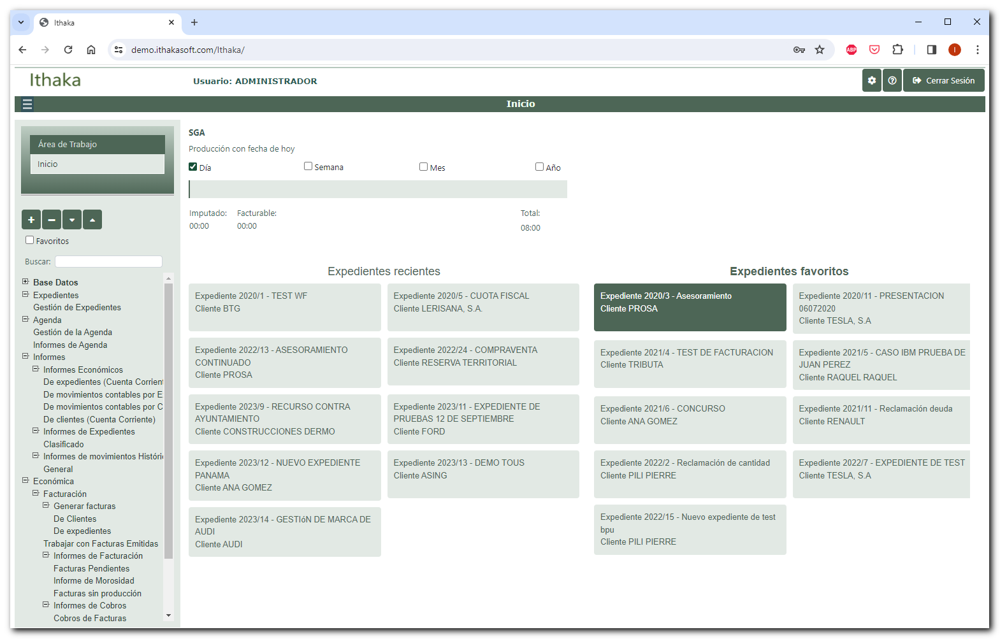 Ithaka
demo.ithakasoft.com/Ithaka/
ABP
I
Ithaka
Usuario: ADMINISTRADOR
Cerrar Sesión
Inicio
Área de Trabajo
Inicio
Favoritos
Buscar:
Base Datos
Expedientes
Gestión de Expedientes
Agenda
Gestión de la Agenda
Informes de Agenda
Informes
Informes Económicos
De expedientes (Cuenta Corrient
De movimientos contables por E
De movimientos contables por C
De clientes (Cuenta Corriente)
Informes de Expedientes
Clasificado
Informes de movimientos Históri
General
Económica
Facturación
Generar facturas
De Clientes
De expedientes
Trabajar con Facturas Emitidas
Informes de Facturación
Facturas Pendientes
Informe de Morosidad
Facturas sin producción
Informes de Cobros
Cobros de Facturas
SGA
Producción con fecha de hoy
Día
Semana
Mes
Año
Imputado:
Facturable:
Total:
00:00
00:00
08:00
Expedientes recientes
Expediente 2020/1 - TEST WF
Cliente BTG
Expediente 2020/5 - CUOTA FISCAL
Cliente LERISANA, S.A.
Expediente 2022/13 - ASESORAMIENTO
CONTINUADO
Cliente PROSA
Expediente 2022/24 - COMPRAVENTA
Cliente RESERVA TERRITORIAL
Expediente 2023/9 - RECURSO CONTRA
AYUNTAMIENTO
Cliente CONSTRUCCIONES DERMO
Expediente 2023/11 - EXPEDIENTE DE
PRUEBAS 12 DE SEPTIEMBRE
Cliente FORD
Expediente 2023/12 - NUEVO EXPEDIENTE
PANAMA
Cliente ANA GOMEZ
Expediente 2023/13 - DEMO TOUS
Cliente ASING
Expediente 2023/14 - GESTIóN DE MARCA DE
AUDI
Cliente AUDI
Expedientes favoritos
Expediente 2020/3 - Asesoramiento
Cliente PROSA
Expediente 2020/11 - PRESENTACION
06072020
Cliente TESLA, S.A
Expediente 2021/4 - TEST DE FACTURACION
Cliente TRIBUTA
Expediente 2021/5 - CASO IBM PRUEBA DE
JUAN PEREZ
Cliente RAQUEL RAQUEL
Expediente 2021/6 - CONCURSO
Cliente ANA GOMEZ
Expediente 2021/11 - Reclamación deuda
Cliente RENAULT
Expediente 2022/2 - Reclamación de cantidad
Cliente PILI PIERRE
Expediente 2022/7 - EXPEDIENTE DE TEST
Cliente TESLA, S.A
Expediente 2022/15 - Nuevo expediente de test
bpu
Cliente PILI PIERRE